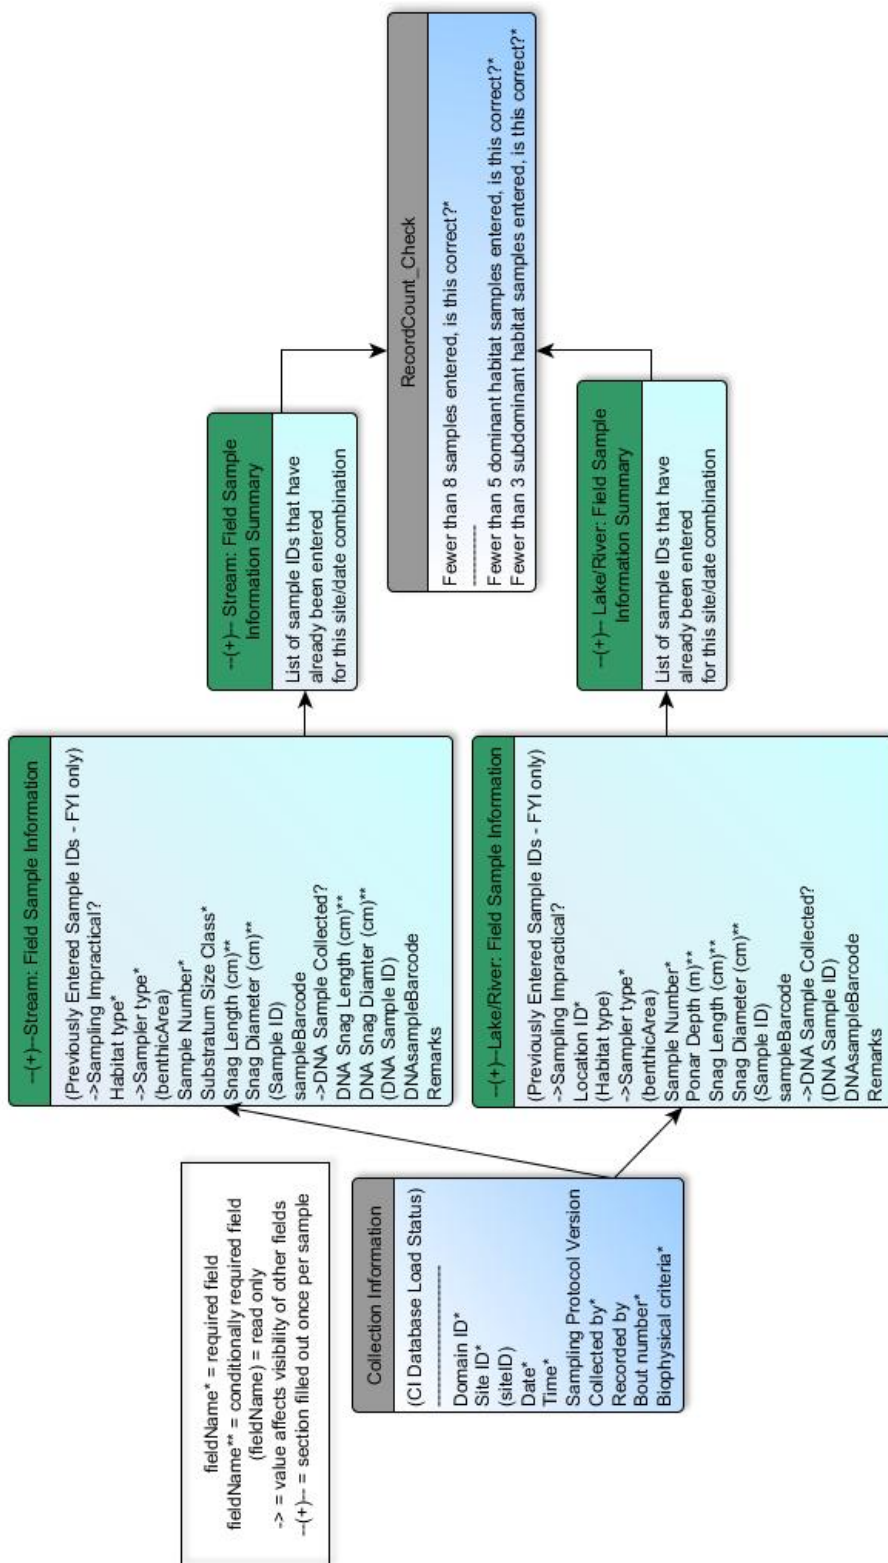 fieldName* = required field
fieldName** = conditionally required field
(fieldName) = read only
-> = value affects visibility of other fields
--(+)-- = section filled out once per sample
Collection Information
(CI Database Load Status)
--------------------------------
Domain ID*
Site ID*
(siteID)
Date*
Time*
Sampling Protocol Version
Collected by*
Recorded by
Bout number*
Biophysical criteria*
--(+)--Stream: Field Sample Information
(Previously Entered Sample IDs - FYI only)
->Sampling Impractical?
Habitat type*
->Sampler type*
(benthicArea)
Sample Number*
Substratum Size Class*
Snag Length (cm)**
Snag Diameter (cm)**
(Sample ID)
sampleBarcode
->DNA Sample Collected?
DNA Snag Length (cm)**
DNA Snag Diamter (cm)**
(DNA Sample ID)
DNAsampleBarcode
Remarks
--(+)--Lake/River: Field Sample Information
(Previously Entered Sample IDs - FYI only)
->Sampling Impractical?
Location ID*
(Habitat type)
->Sampler type*
(benthicArea)
Sample Number*
Ponar Depth (m)**
Snag Length (cm)**
Snag Diameter (cm)**
(Sample ID)
sampleBarcode
->DNA Sample Collected?
(DNA Sample ID)
DNAsampleBarcode
Remarks
--(+)-- Stream: Field Sample
Information Summary
List of sample IDs that have
already been entered
for this site/date combination
--(+)-- Lake/River: Field Sample
Information Summary
List of sample IDs that have
already been entered
for this site/date combination
RecordCount_Check
Fewer than 8 samples entered, is this correct?*
-----------------
Fewer than 5 dominant habitat samples entered, is this correct?*
Fewer than 3 subdominant habitat samples entered, is this correct?*